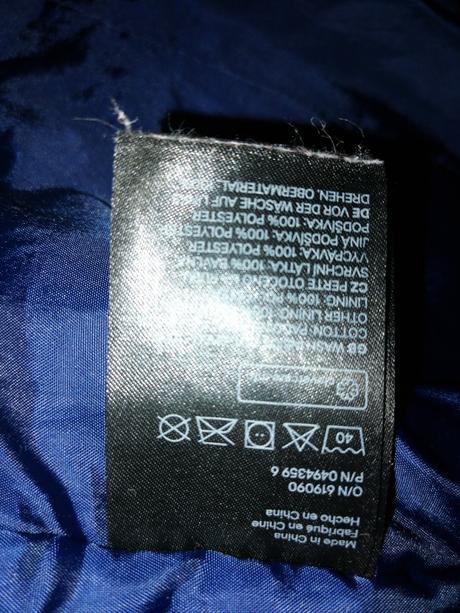 Made in China
Fabriqué en Chine
Hecho en China
O/N 619090
P/N 0494359 6
40
GB WASH
COTTON.
OTHER LINING:
LINING: 100%
CZ PERTE
SVRCHNÍ LÁTKA: 100% BAVLNA
VYCPÁVKA: 100% POLYESTER
JINÁ PODŠÍVKA: 100% POLYESTER
PODŠÍVKA: 100% POLYESTER
DE VOR DER WÄSCHE AUF LINKS
DREHEN. OBERMATERIAL